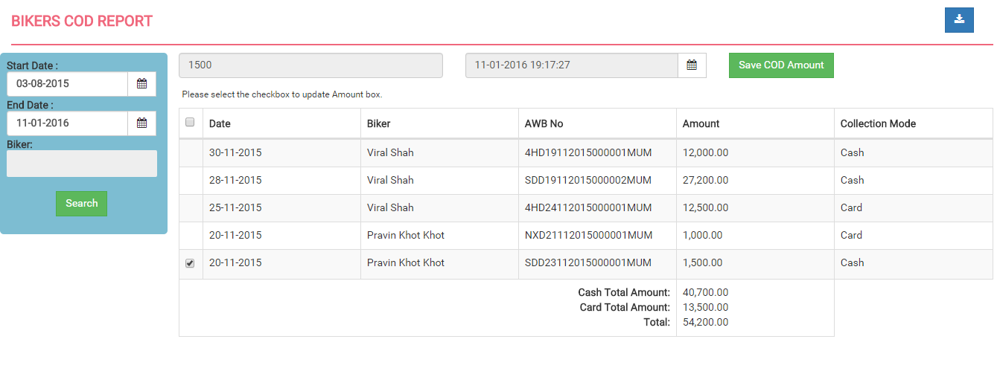 BIKERS COD REPORT
Start Date :
03-08-2015
End Date :
11-01-2016
Biker:
Search
1500 11-01-2016 19:17:27 Save COD Amount
Please select the checkbox to update Amount box.
Date Biker AWB No Amount Collection Mode
30-11-2015 Viral Shah 4HD19112015000001MUM 12,000.00 Cash
28-11-2015 Viral Shah SDD19112015000002MUM 27,200.00 Cash
25-11-2015 Viral Shah 4HD24112015000001MUM 12,500.00 Card
20-11-2015 Pravin Khot Khot NXD21112015000001MUM 1,000.00 Card
20-11-2015 Pravin Khot Khot SDD23112015000001MUM 1,500.00 Cash
Cash Total Amount: 40,700.00
Card Total Amount: 13,500.00
Total: 54,200.00